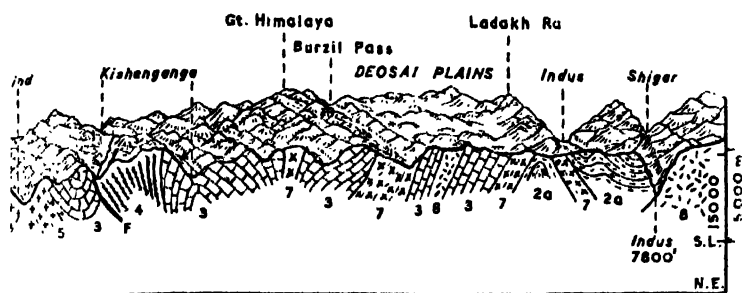 Gt. Himalaya
Ladakh Ra
Burzil Pass
ind
Kishenganga
DEOSAI PLAINS
Indus
Shigar
5 3 F 4 3 7 3 7 3 8 3 7 2a 7 2a 8
15000
5000
Indus
7800'
S.L.
N.E.